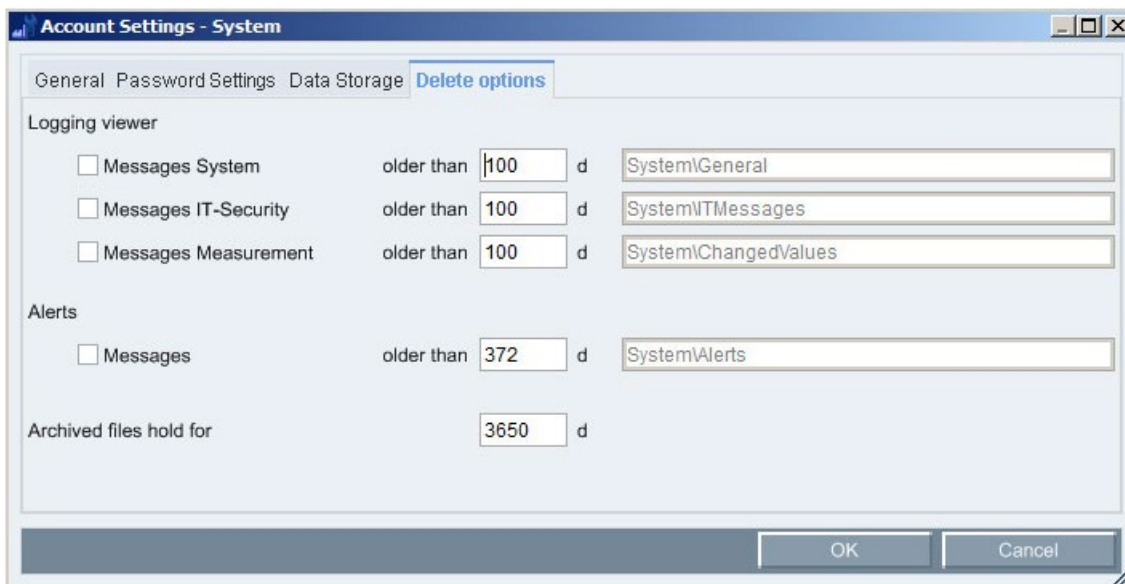 Account Settings - System
General Password Settings Data Storage Delete options
Logging viewer
Messages System older than 100 d System\General
Messages IT-Security older than 100 d System\ITMessages
Messages Measurement older than 100 d System\ChangedValues
Alerts
Messages older than 372 d System\Alerts
Archived files hold for 3650 d
OK Cancel